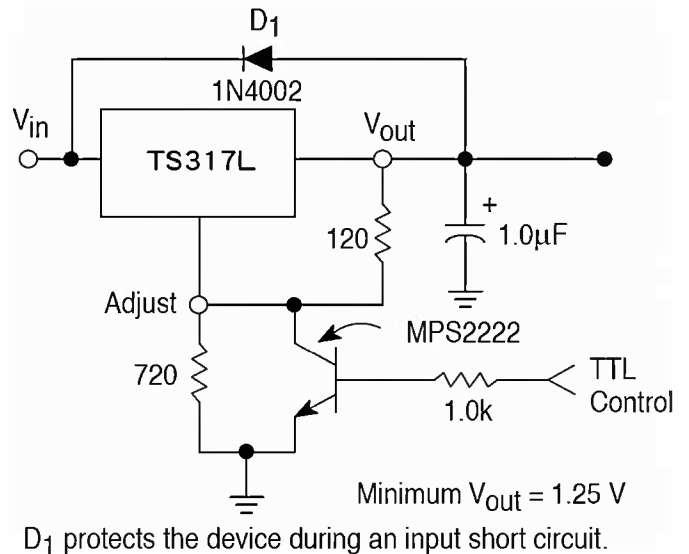 D1
1N4002
Vin
TS317L
Vout
120
+
1.0µF
Adjust
MPS2222
720
1.0k
TTL
Control
Minimum Vout = 1.25 V
D1 protects the device during an input short circuit.